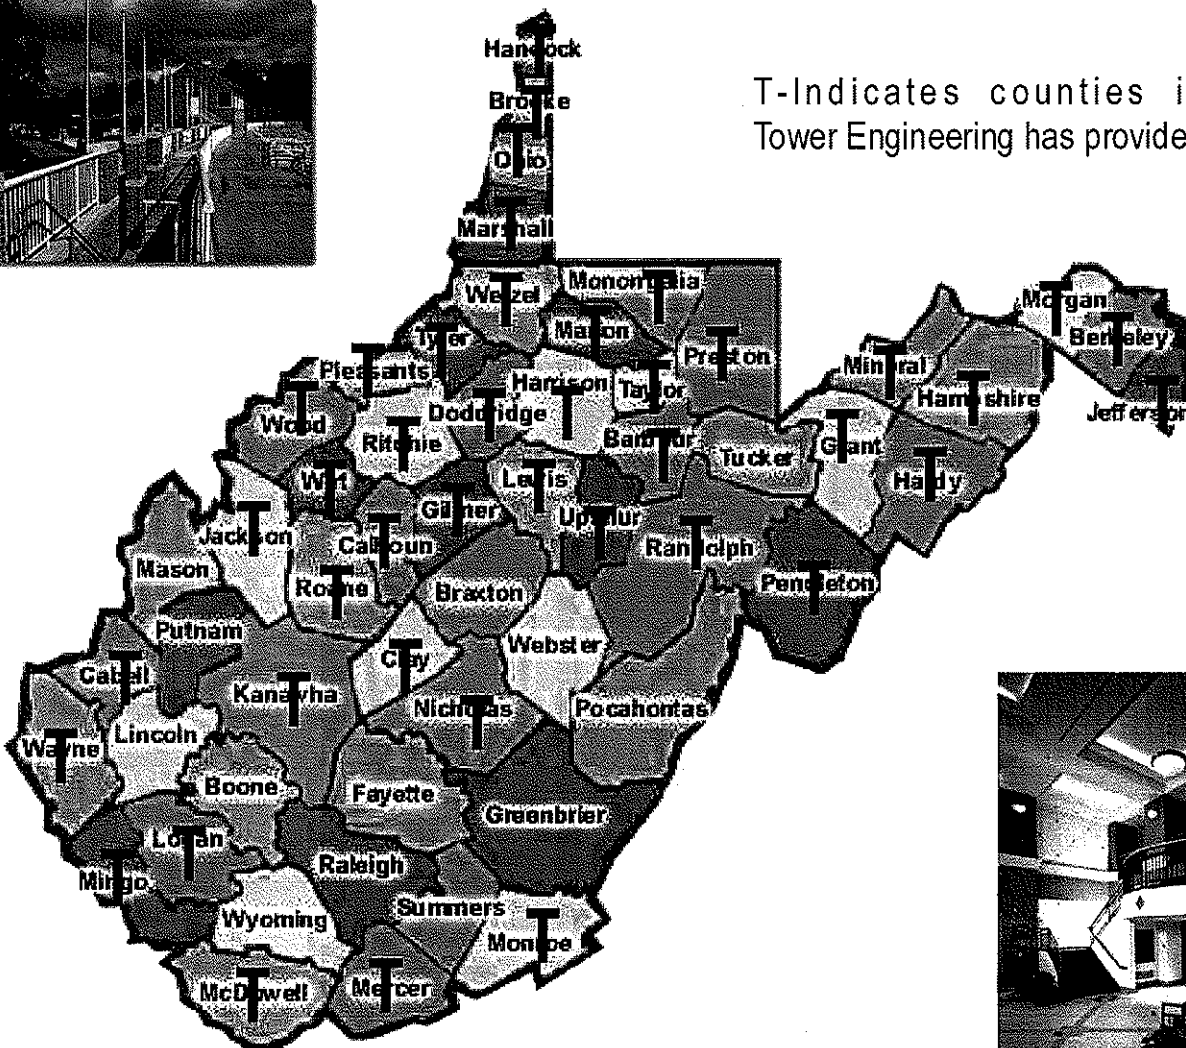 T-Indicates counties i
Tower Engineering has provide
Hancock
Brooke
Ohio
Marshall
Wetzel
Monongalia
Morgan
Marion
Berkeley
Tyler
Preston
Mineral
Pleasants
Harrison
Taylor
Hampshire
Doddridge
Jefferson
Wood
Ritchie
Barbour
Tucker
Grant
Wirt
Lewis
Hardy
Gilmer
Upshur
Jackson
Calhoun
Randolph
Mason
Roane
Braxton
Pendleton
Putnam
Clay
Webster
Cabell
Kanawha
Nicholas
Pocahontas
Wayne
Lincoln
Boone
Fayette
Greenbrier
Logan
Raleigh
Mingo
Wyoming
Summers
Monroe
McDowell
Mercer